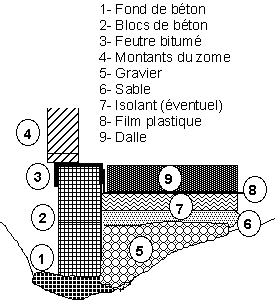 1- Fond de béton
2- Blocs de béton
3- Feutre bitumé
4- Montants du zome
5- Gravier
6- Sable
7- Isolant (éventuel)
8- Film plastique
9- Dalle
4
3
9
8
7
2
6
5
1